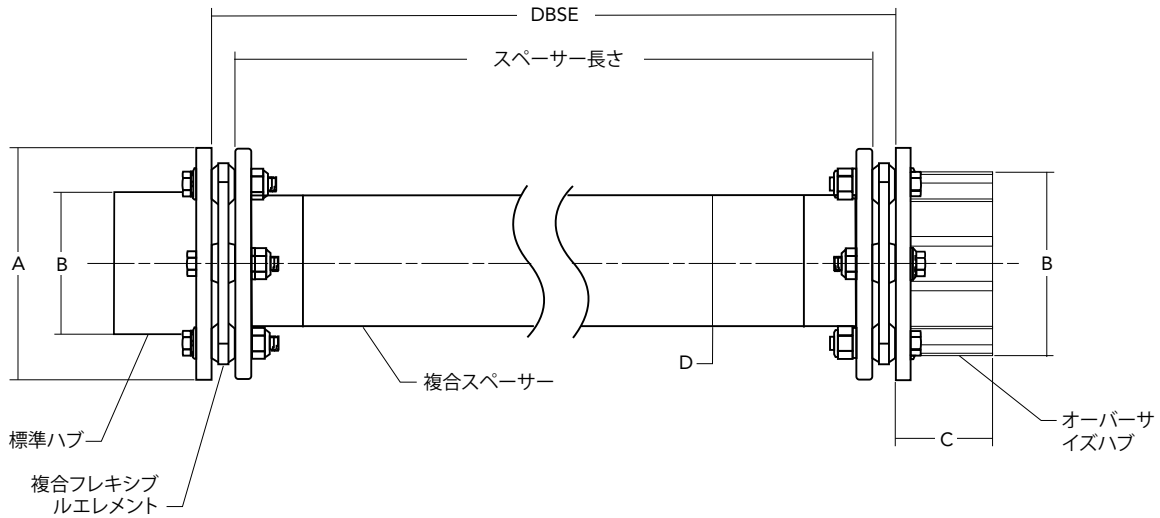 DBSE
スペーサー長さ
A
B
B
D
複合スペーサー
C
標準ハブ
オーバーサ
イズハブ
複合フレキシブ
ルエレメント